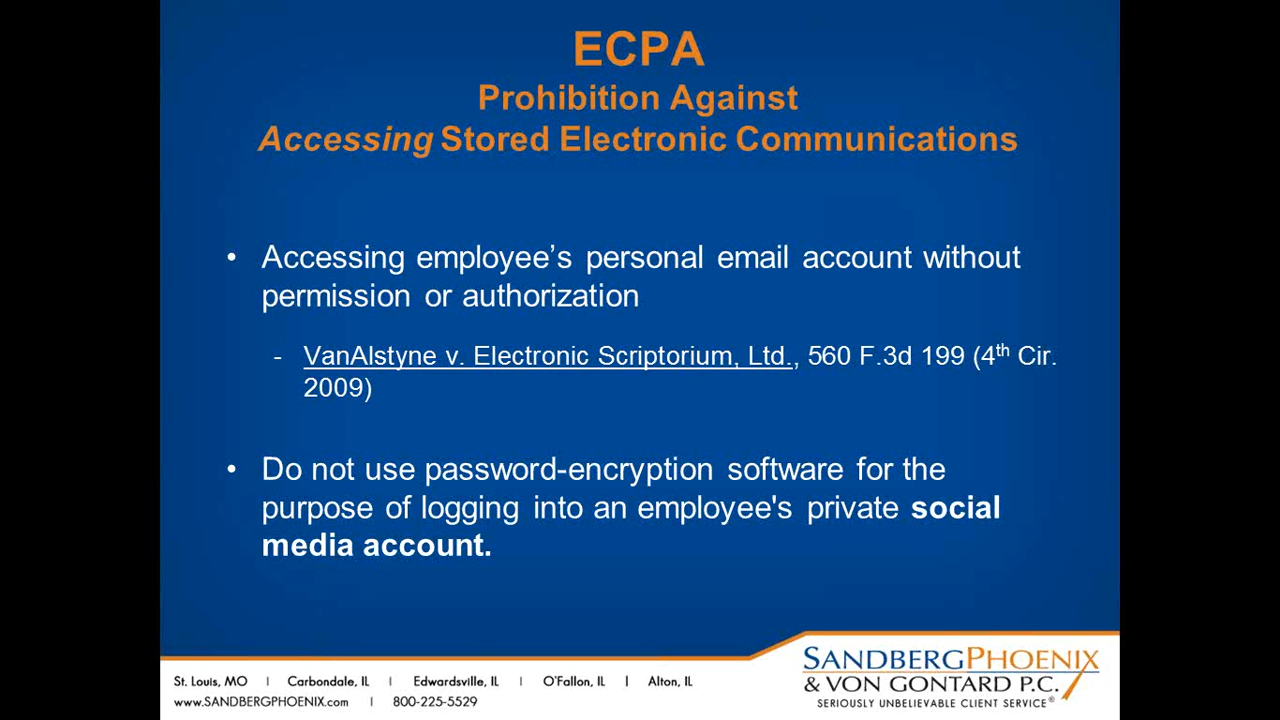 ECPA
Prohibition Against
Accessing Stored Electronic Communications
• Accessing employee’s personal email account without
permission or authorization
- VanAlstyne v. Electronic Scriptorium, Ltd., 560 F.3d 199 (4th Cir.
2009)
• Do not use password-encryption software for the
purpose of logging into an employee's private social
media account.
St. Louis, MO | Carbondale, IL | Edwardsville, IL | O'Fallon, IL | Alton, IL
www.SANDBERGPHOENIX.com | 800-225-5529
SANDBERGPHOENIX
& VON GONTARD P.C.
SERIOUSLY UNBELIEVABLE CLIENT SERVICE®